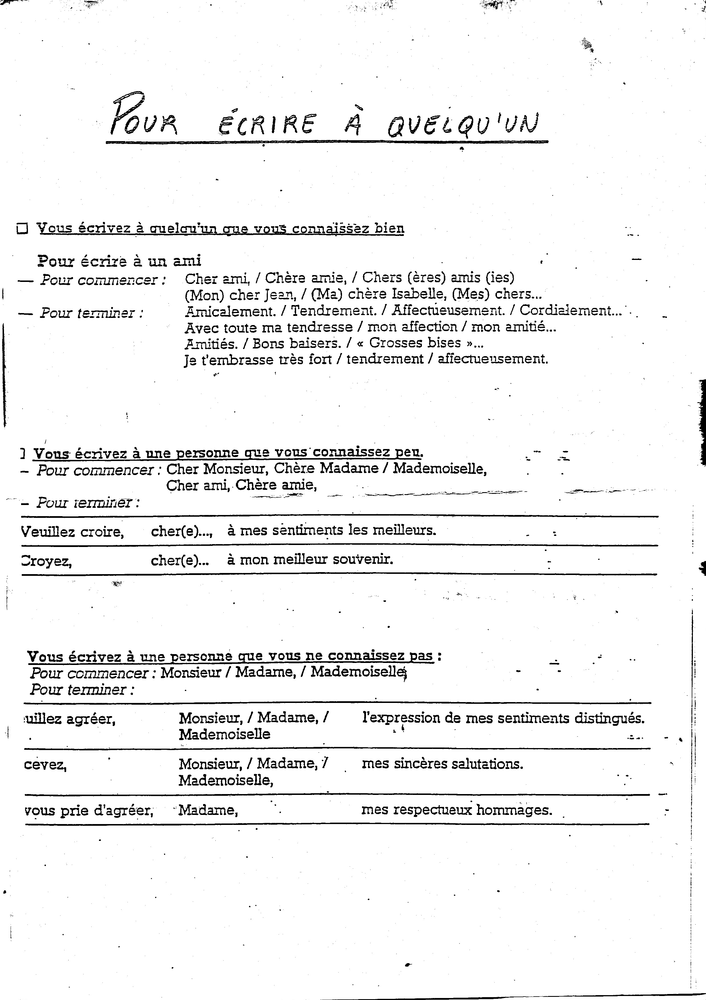 POUR ÉCRIRE À QUELQU'UN
□ Vous écrivez à quelqu'un que vous connaissez bien
Pour écrire à un ami
— Pour commencer : Cher ami, / Chère amie, / Chers (ères) amis (ies)
(Mon) cher Jean, / (Ma) chère Isabelle, (Mes) chers...
— Pour terminer : Amicalement. / Tendrement. / Affectueusement. / Cordialement...
Avec toute ma tendresse / mon affection / mon amitié...
Amitiés. / Bons baisers. / « Grosses bises »...
Je t'embrasse très fort / tendrement / affectueusement.
Vous écrivez à une personne que vous connaissez peu.
– Pour commencer : Cher Monsieur, Chère Madame / Mademoiselle,
Cher ami, Chère amie,
– Pour terminer :
Veuillez croire, cher(e)..., à mes sentiments les meilleurs.
Croyez, cher(e)... à mon meilleur souvenir.
Vous écrivez à une personne que vous ne connaissez pas :
Pour commencer : Monsieur / Madame, / Mademoiselle,
Pour terminer :
uillez agréer, Monsieur, / Madame, / l'expression de mes sentiments distingués.
Mademoiselle
cevez, Monsieur, / Madame, / mes sincères salutations.
Mademoiselle,
vous prie d'agréer, Madame, mes respectueux hommages.